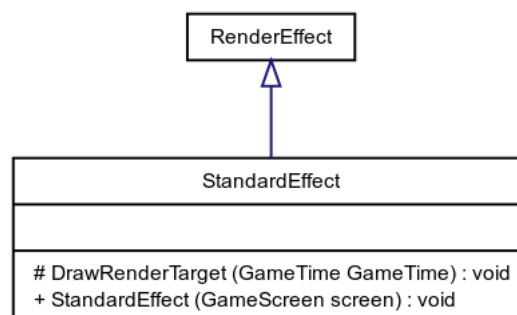 RenderEffect
StandardEffect
# DrawRenderTarget (GameTime GameTime) : void
+ StandardEffect (GameScreen screen) : void